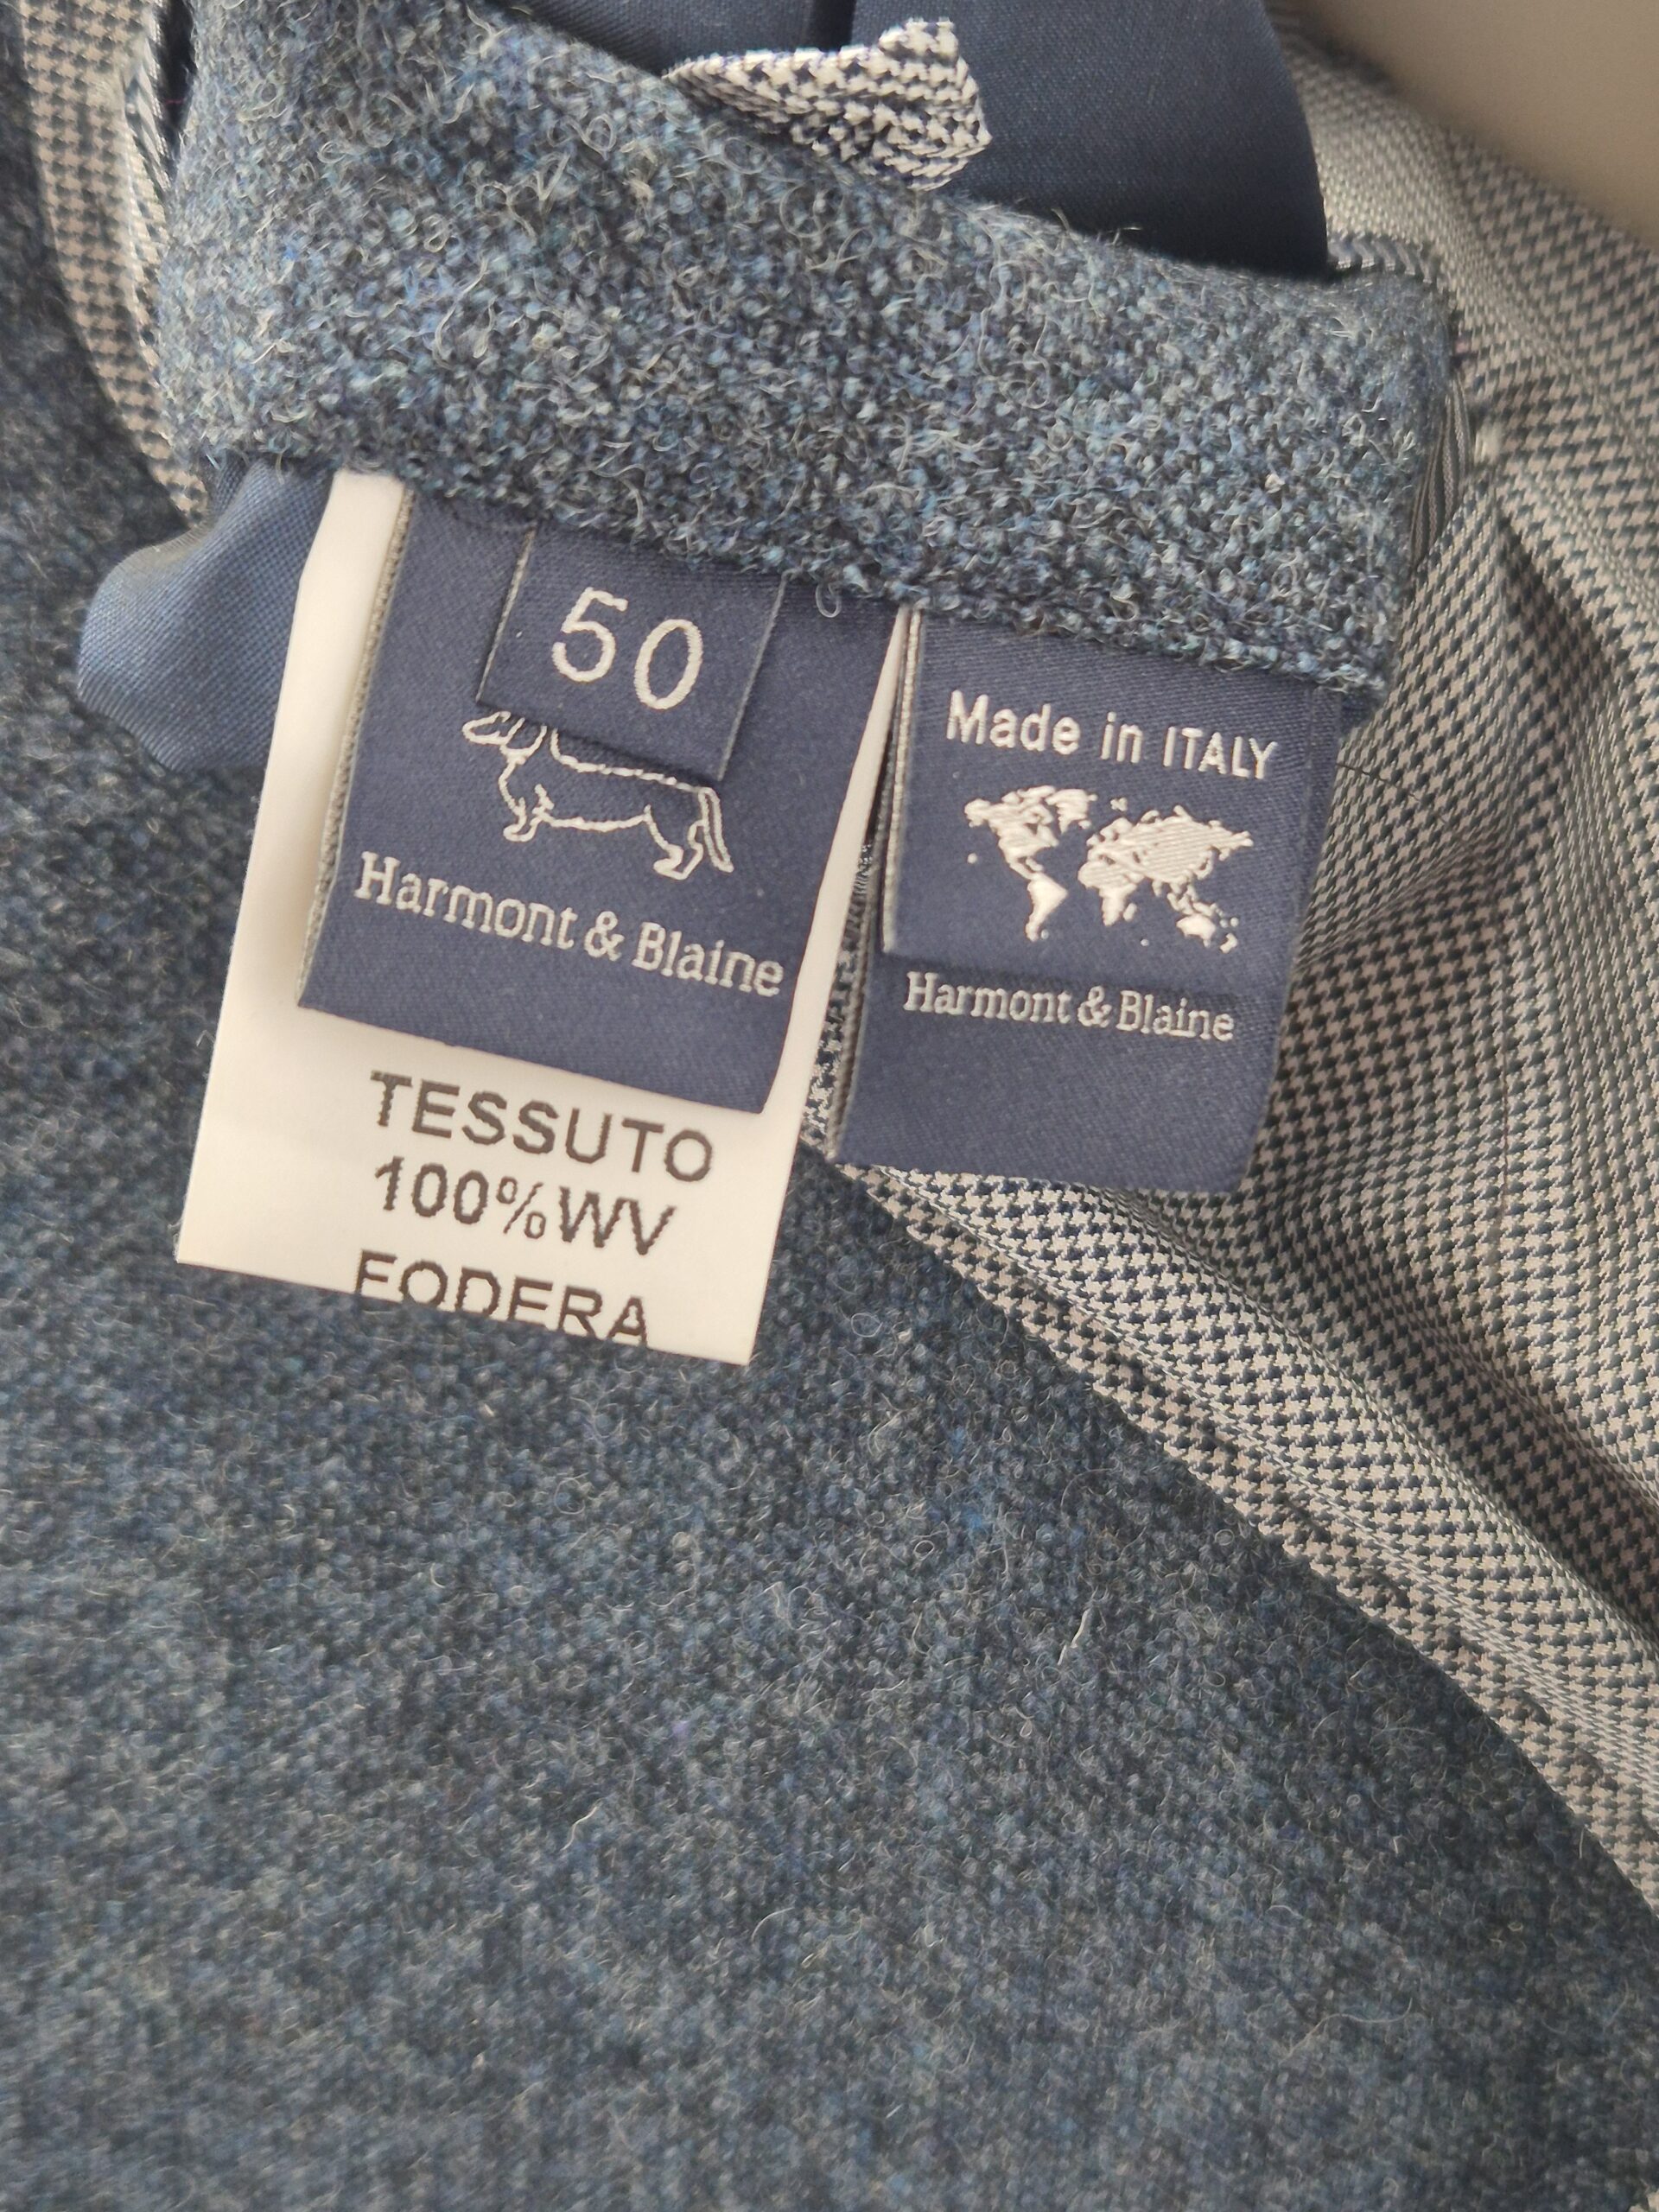 50
Harmont & Blaine
Made in ITALY
Harmont & Blaine
TESSUTO
100%WV
FODERA